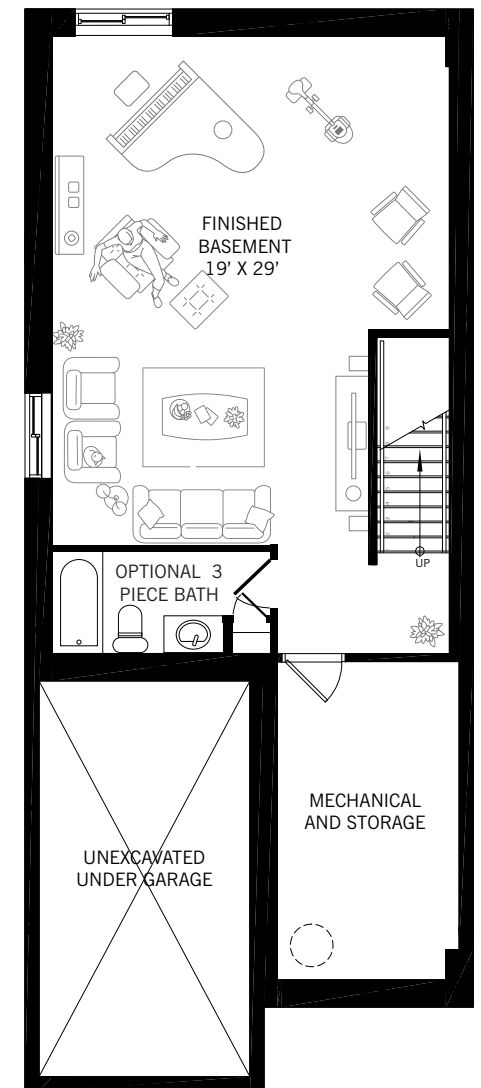 FINISHED
BASEMENT
19' X 29'
UP
OPTIONAL 3
PIECE BATH
MECHANICAL
AND STORAGE
UNEXCAVATED
UNDER GARAGE